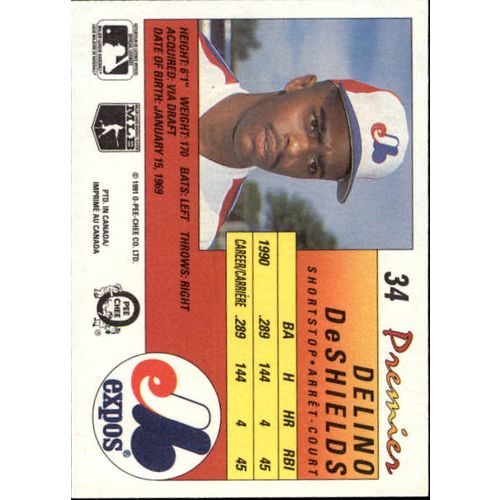 34 Premier
DELINO
DeSHIELDS
SHORTSTOP • ARRÊT-COURT
BA H HR RBI
1990 .289 144 4 45
CAREER/CARRIÈRE .289 144 4 45
HEIGHT: 6'1" WEIGHT: 170 BATS: LEFT THROWS: RIGHT
ACQUIRED: VIA DRAFT
DATE OF BIRTH: JANUARY 15, 1969
expos®
MLB
© 1991 O-PEE-CHEE CO. LTD.
PTD. IN CANADA/
IMPRIMÉ AU CANADA
O PEE CHEE